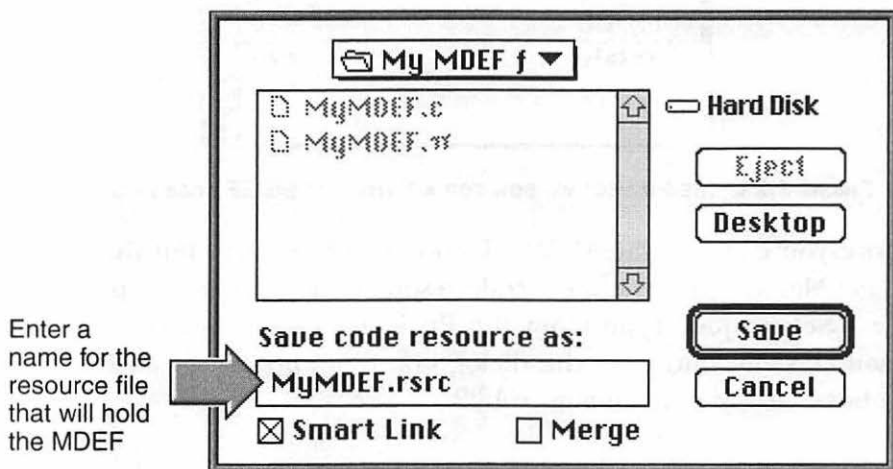 My MDEF ƒ
MyMDEF.c
MyMDEF.π
Hard Disk
Eject
Desktop
Save code resource as:
MyMDEF.rsrc
Save
Cancel
Smart Link
Merge
Enter a
name for the
resource file
that will hold
the MDEF